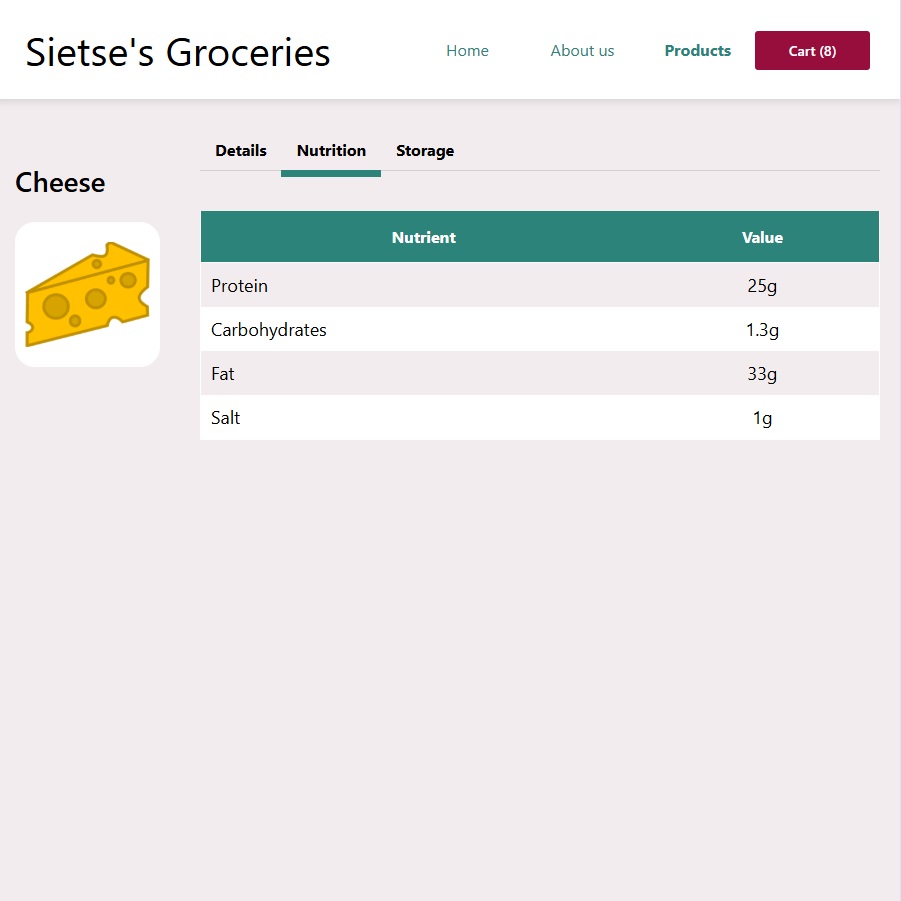 Sietse's Groceries
Home About us Products Cart (8)
Cheese
Details Nutrition Storage
Nutrient Value
Protein 25g
Carbohydrates 1.3g
Fat 33g
Salt 1g